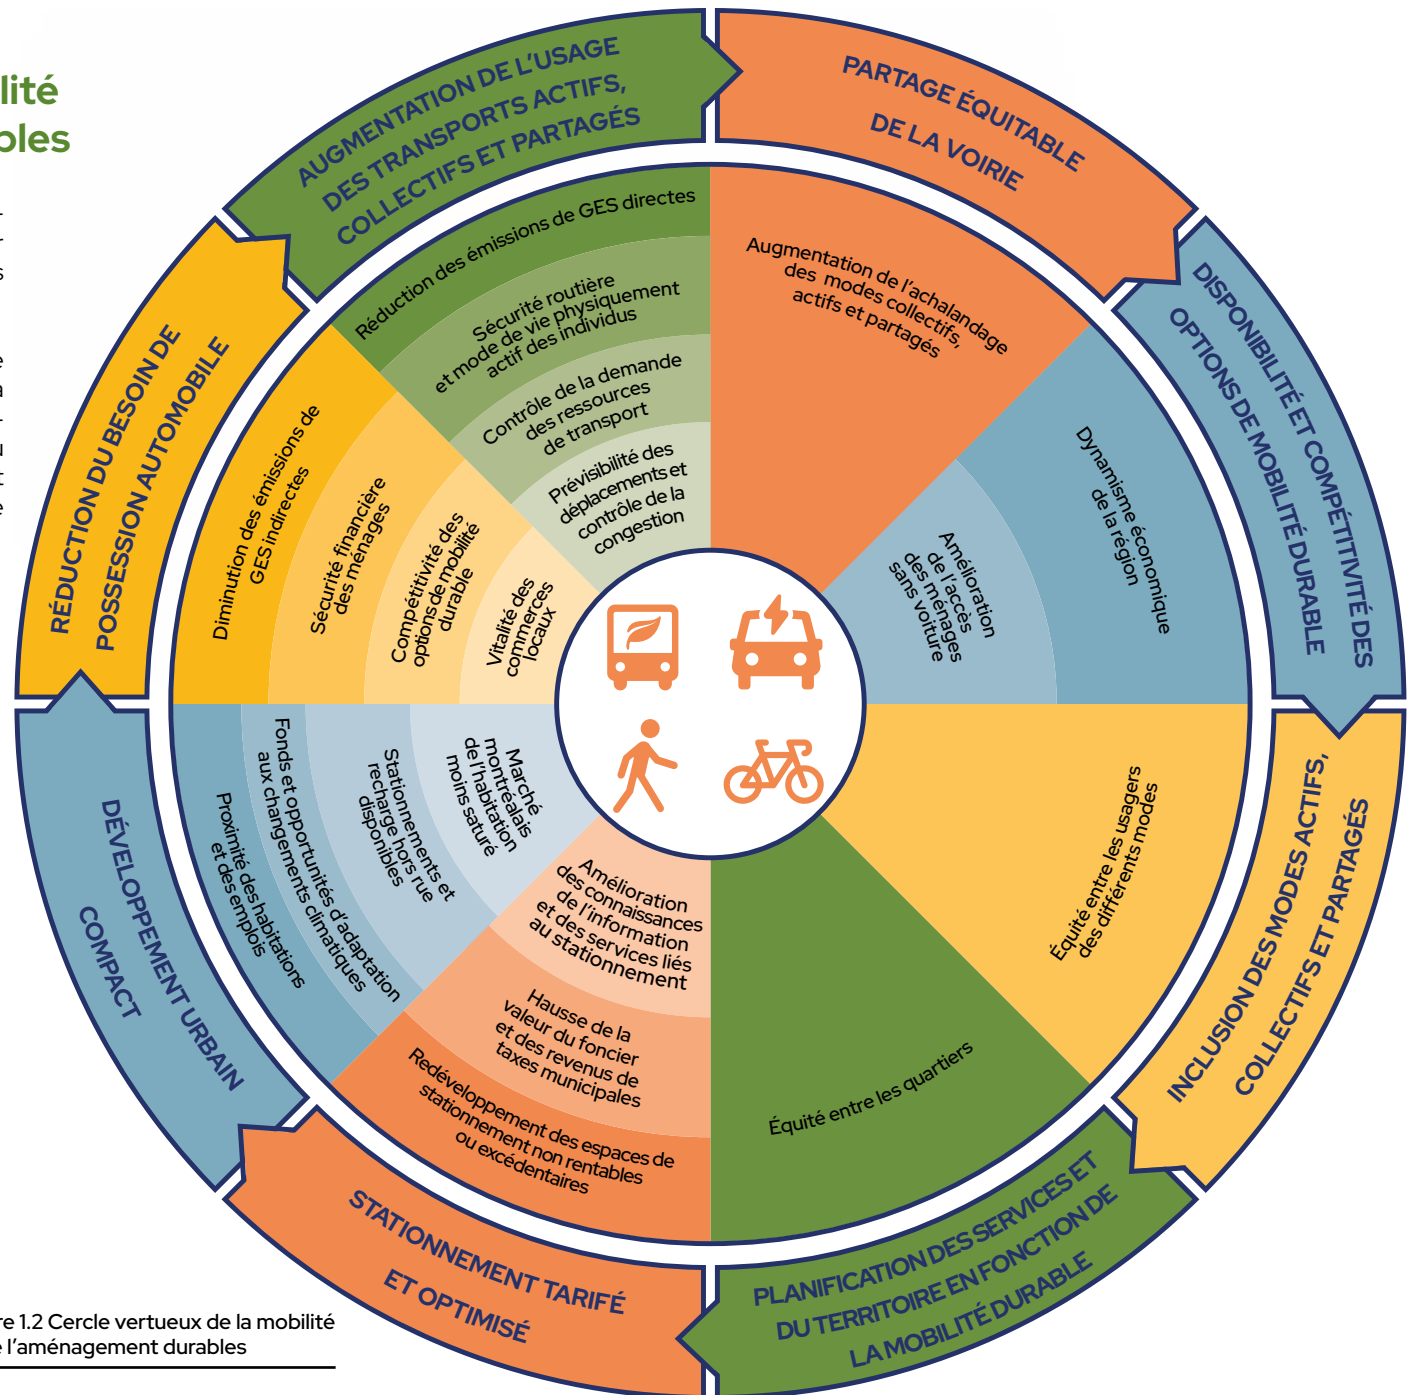 lité
bles
AUGMENTATION DE L'USAGE
DES TRANSPORTS ACTIFS,
COLLECTIFS ET PARTAGÉS
PARTAGE ÉQUITABLE
DE LA VOIRIE
DISPONIBILITÉ ET COMPÉTITIVITÉ DES
OPTIONS DE MOBILITÉ DURABLE
INCLUSION DES MODES ACTIFS,
COLLECTIFS ET PARTAGÉS
PLANIFICATION DES SERVICES ET
DU TERRITOIRE EN FONCTION DE
LA MOBILITÉ DURABLE
STATIONNEMENT TARIFÉ
ET OPTIMISÉ
DÉVELOPPEMENT URBAIN
COMPACT
RÉDUCTION DU BESOIN DE
POSSESSION AUTOMOBILE
Réduction des émissions de GES directes
Sécurité routière
et mode de vie physiquement
actif des individus
Contrôle de la demande
des ressources
de transport
Prévisibilité des
déplacements et
contrôle de la
congestion
Augmentation de l'achalandage
des modes collectifs,
actifs et partagés
Dynamisme économique
de la région
Amélioration
de l'accès
des ménages
sans voiture
Équité entre les usagers
des différents modes
Équité entre les quartiers
Amélioration
des connaissances
de l'information
et des services liés
au stationnement
Hausse de la
valeur du foncier
et des revenus de
taxes municipales
Redéveloppement des espaces de
stationnement non rentables
ou excédentaires
Marché
montréalais
de l'habitation
moins saturé
Stationnements et
recharge hors rue
disponibles
Fonds et opportunités d'adaptation
aux changements climatiques
Proximité des habitations
et des emplois
Diminution des émissions de
GES indirectes
Sécurité financière
des ménages
Compétitivité des
options de mobilité
durable
Vitalité des
commerces
locaux
re 1.2 Cercle vertueux de la mobilité
e l'aménagement durables